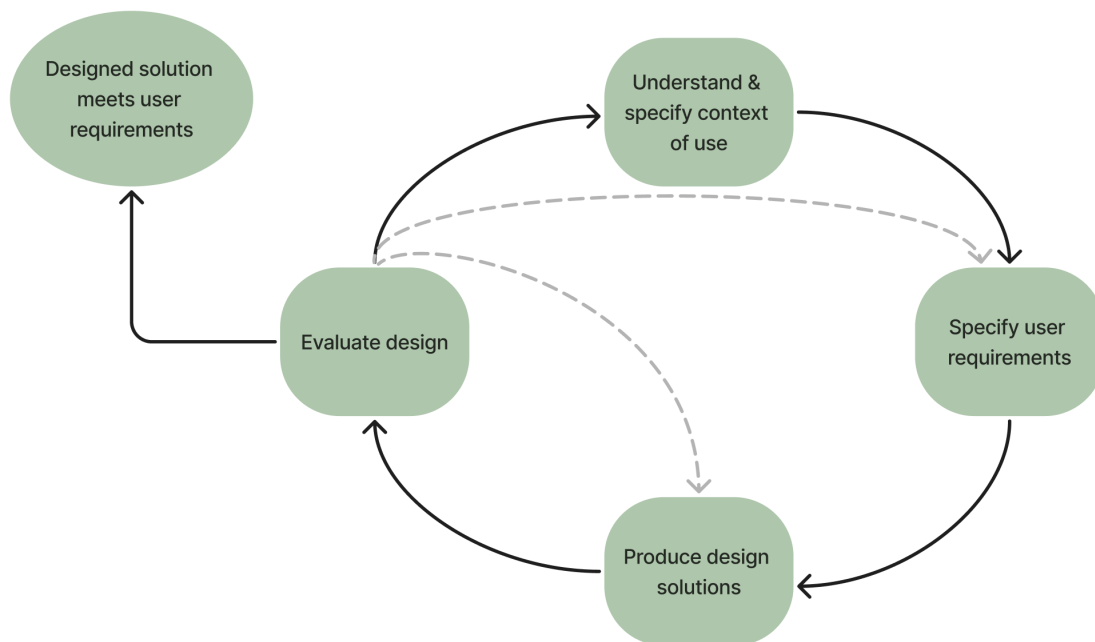 Designed solution
meets user
requirements
Understand &
specify context
of use
Evaluate design
Specify user
requirements
Produce design
solutions